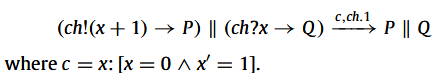 (ch!(x + 1) → P) ∥ (ch?x → Q) —c,ch.1→ P ∥ Q
where c = x: [x = 0 ∧ x′ = 1].